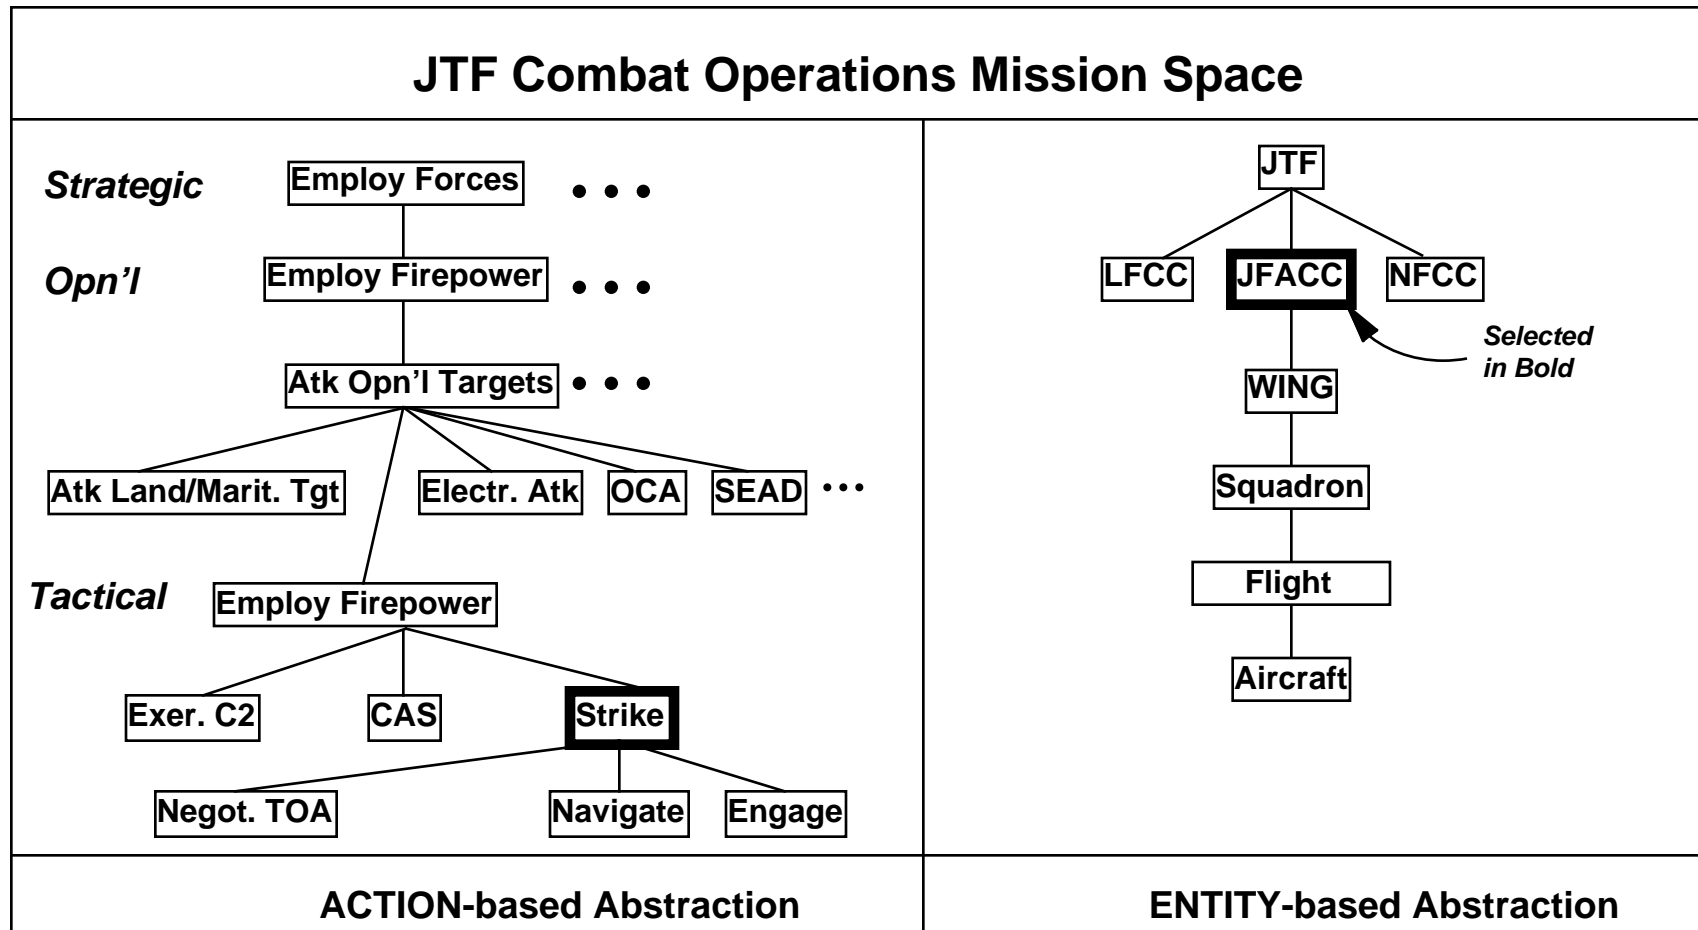 JTF Combat Operations Mission Space
Strategic
Employ Forces
• • •
Opn'l
Employ Firepower
• • •
Atk Opn'l Targets
• • •
Atk Land/Marit. Tgt
Electr. Atk
OCA
SEAD
•••
Tactical
Employ Firepower
Exer. C2
CAS
Strike
Negot. TOA
Navigate
Engage
ACTION-based Abstraction
JTF
LFCC
JFACC
NFCC
Selected
in Bold
WING
Squadron
Flight
Aircraft
ENTITY-based Abstraction